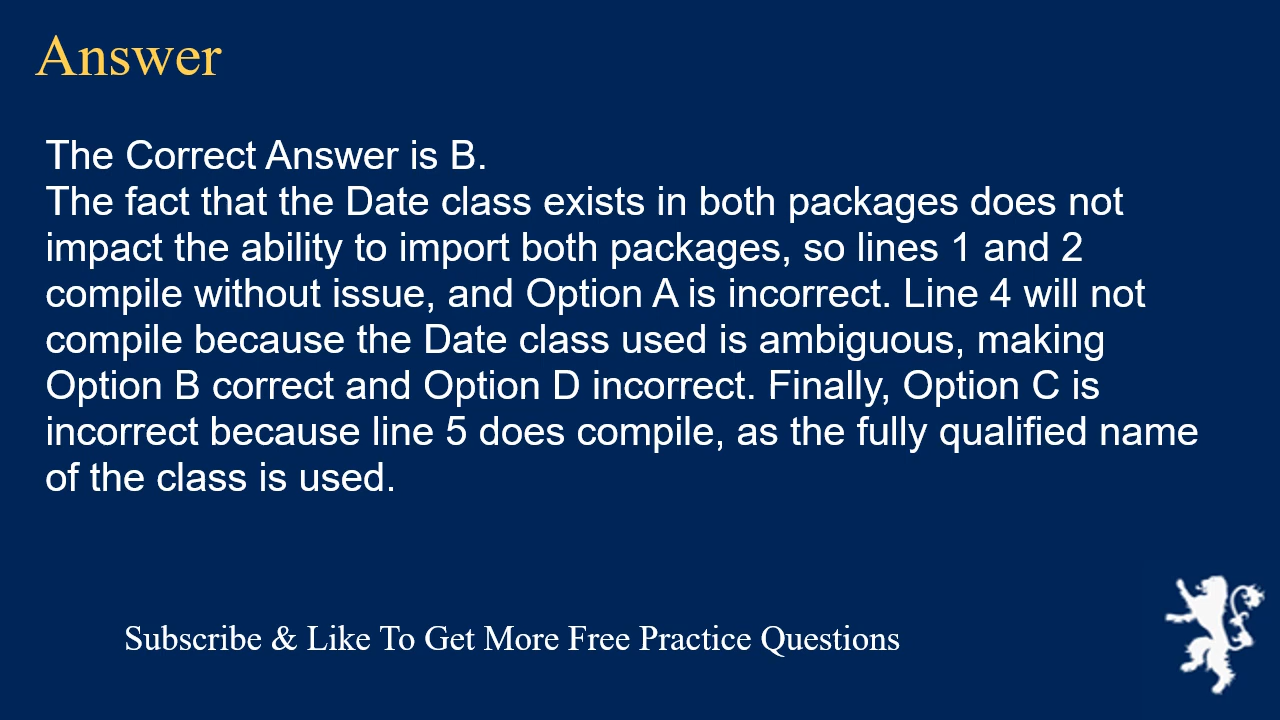 Answer
The Correct Answer is B.
The fact that the Date class exists in both packages does not
impact the ability to import both packages, so lines 1 and 2
compile without issue, and Option A is incorrect. Line 4 will not
compile because the Date class used is ambiguous, making
Option B correct and Option D incorrect. Finally, Option C is
incorrect because line 5 does compile, as the fully qualified name
of the class is used.
Subscribe & Like To Get More Free Practice Questions